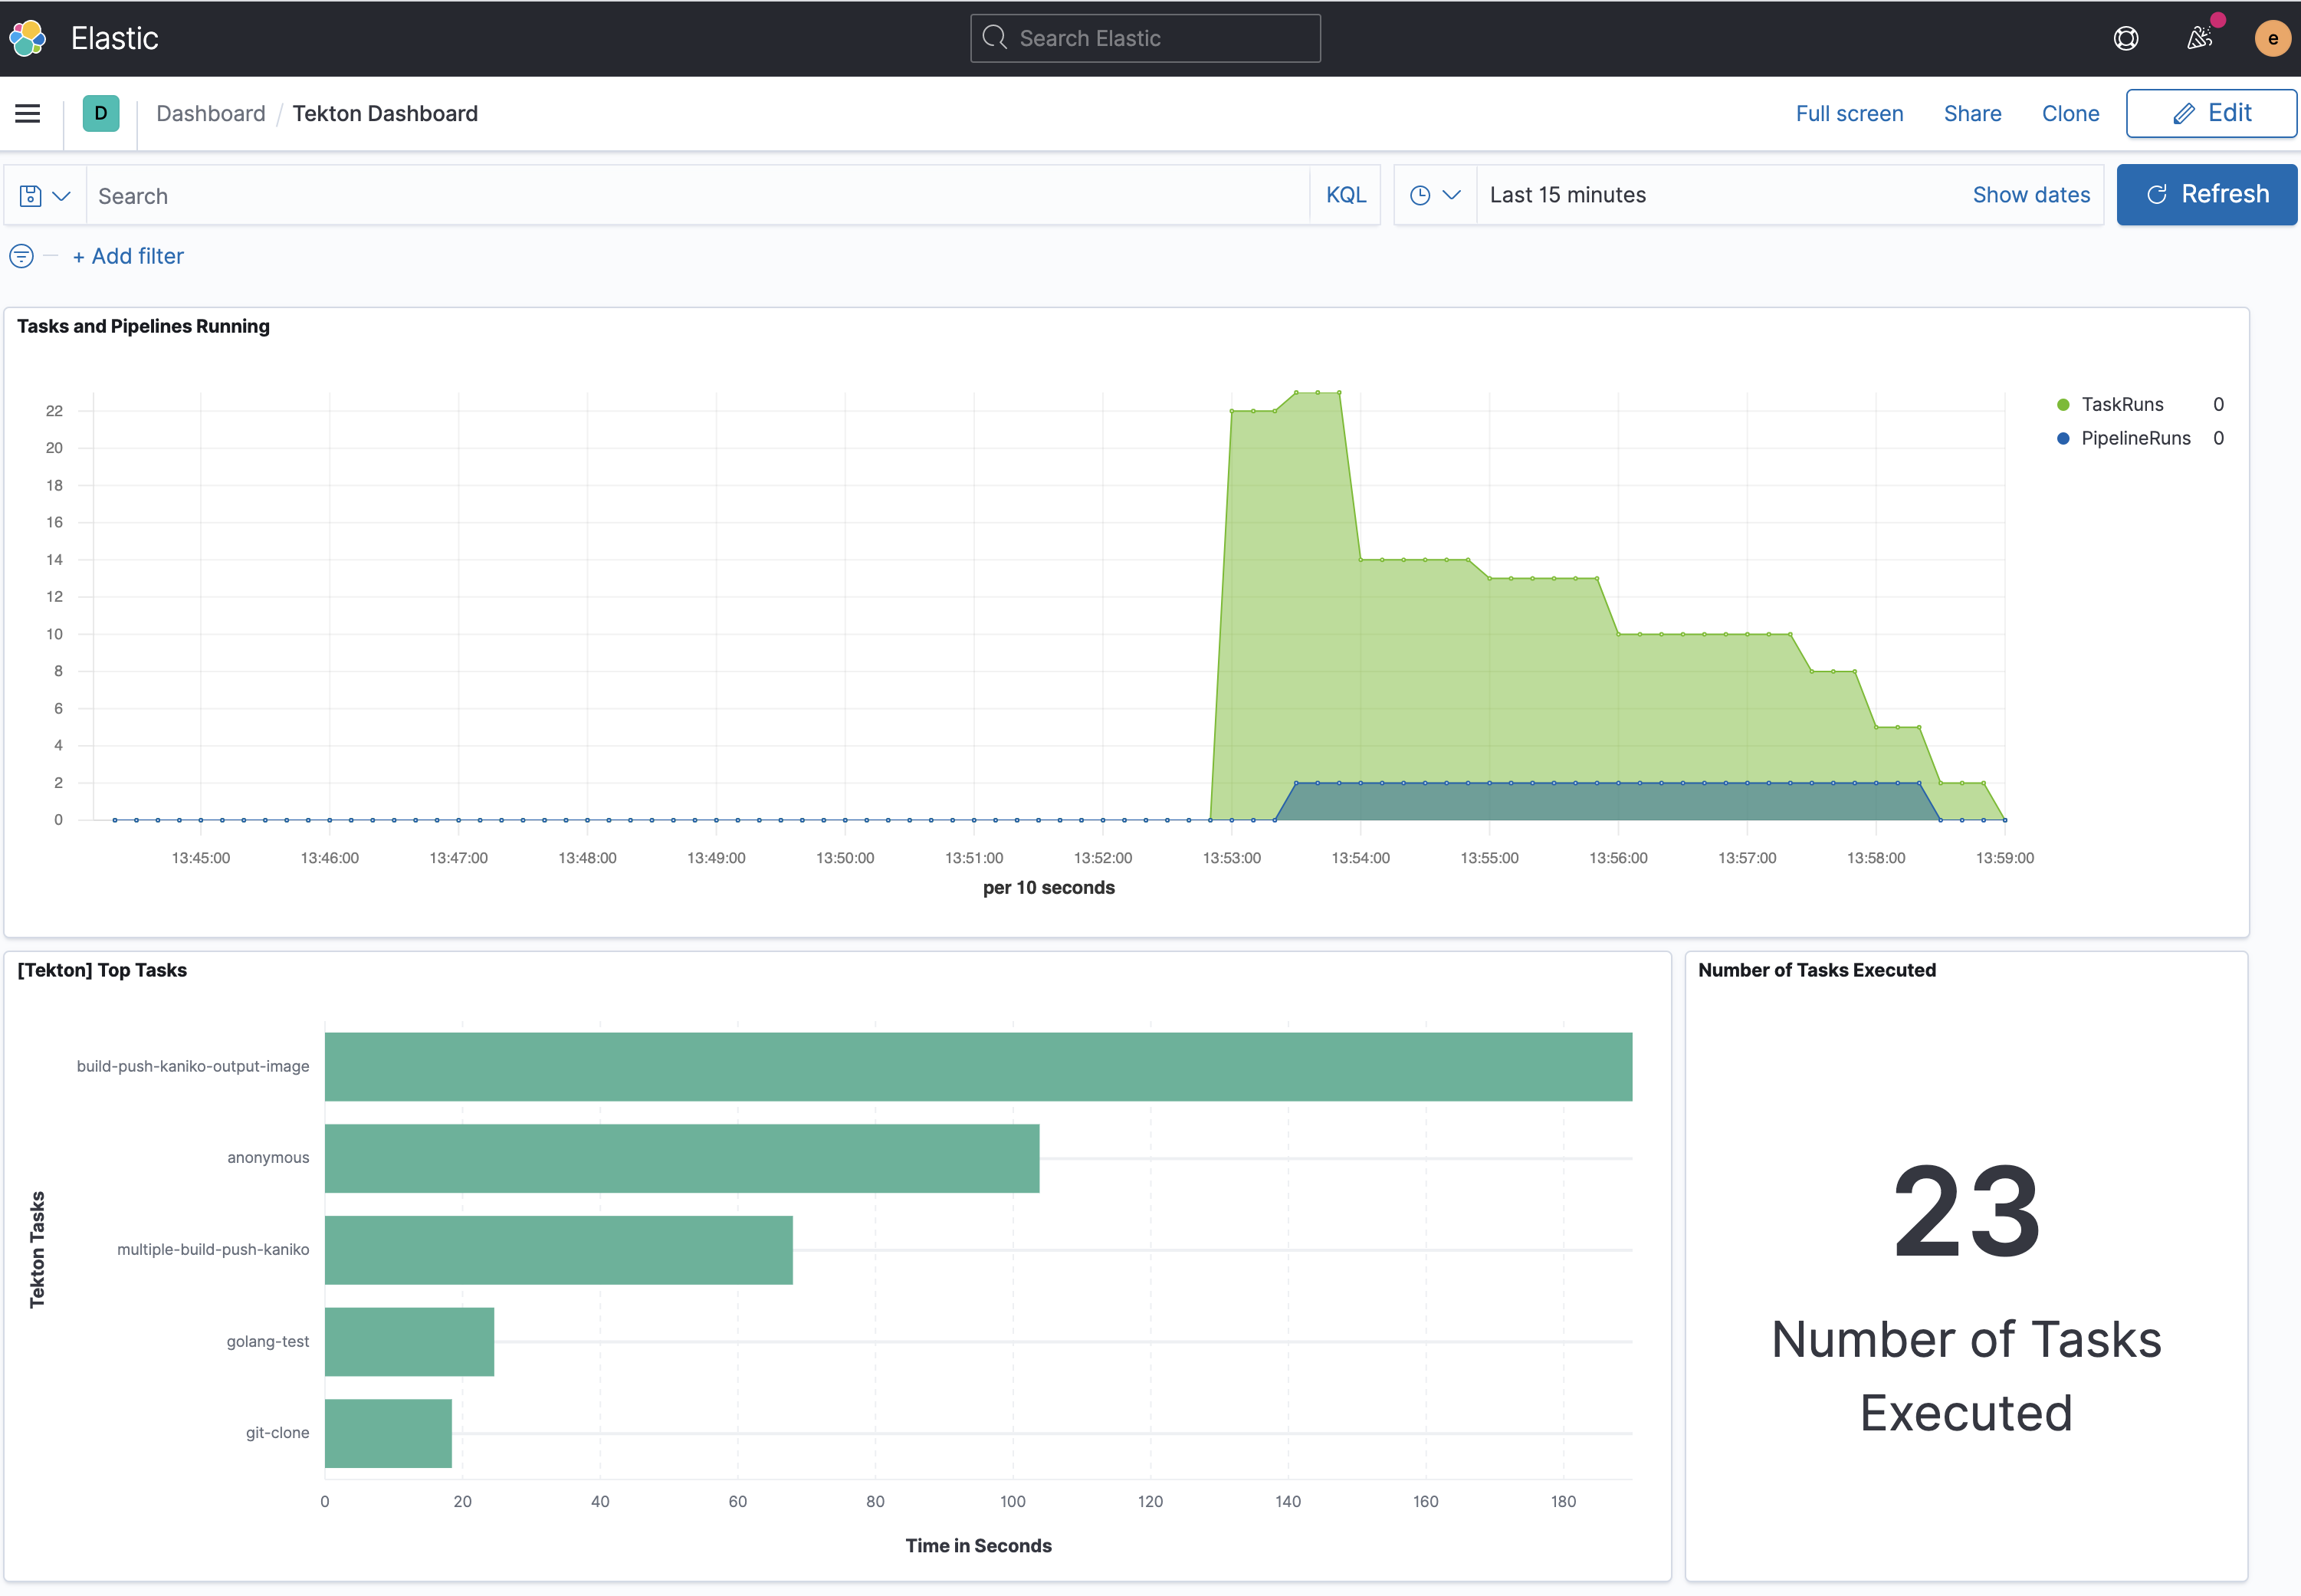 Elastic
Search Elastic
e
D
Dashboard / Tekton Dashboard
Full screen
Share
Clone
Edit
Search
KQL
Last 15 minutes
Show dates
Refresh
+ Add filter
Tasks and Pipelines Running
22
20
18
16
14
12
10
8
6
4
2
0
13:45:00 13:46:00 13:47:00 13:48:00 13:49:00 13:50:00 13:51:00 13:52:00 13:53:00 13:54:00 13:55:00 13:56:00 13:57:00 13:58:00 13:59:00
per 10 seconds
TaskRuns 0
PipelineRuns 0
[Tekton] Top Tasks
Tekton Tasks
build-push-kaniko-output-image
anonymous
multiple-build-push-kaniko
golang-test
git-clone
0 20 40 60 80 100 120 140 160 180
Time in Seconds
Number of Tasks Executed
23
Number of Tasks
Executed